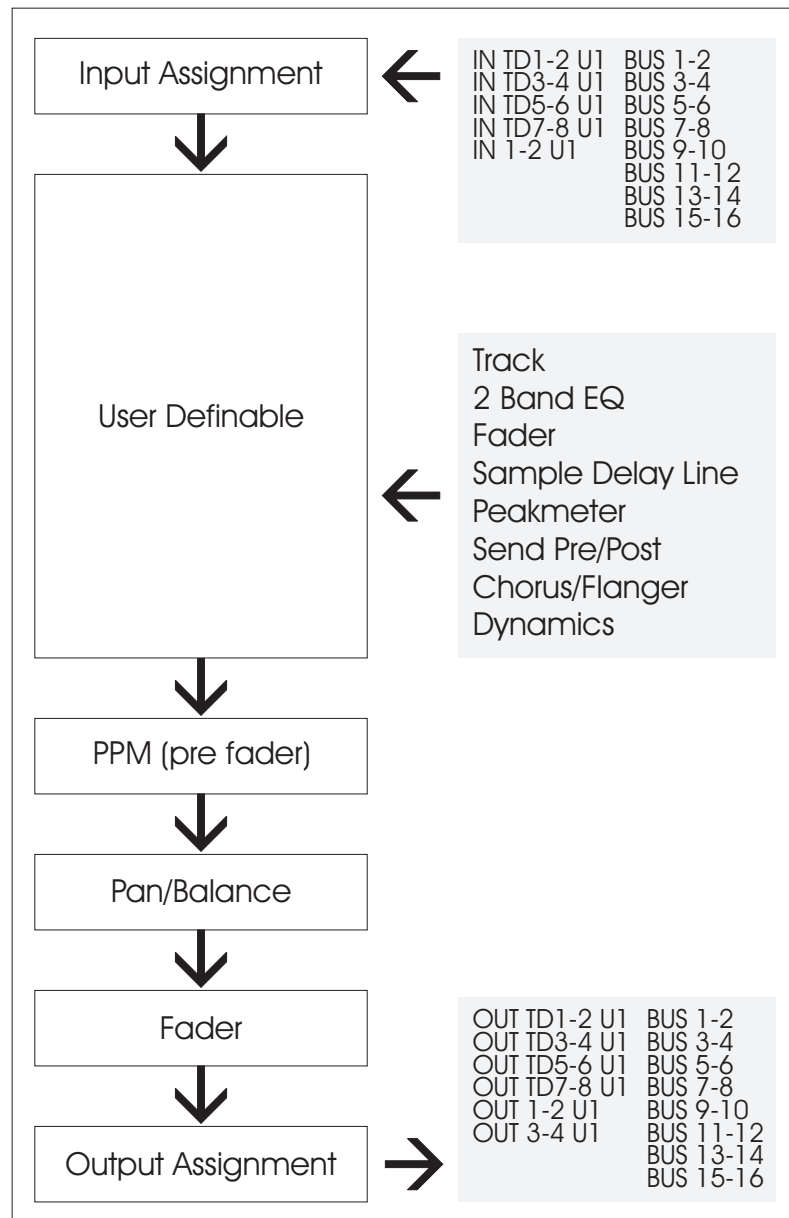 Input Assignment
IN TD1-2 U1 BUS 1-2
IN TD3-4 U1 BUS 3-4
IN TD5-6 U1 BUS 5-6
IN TD7-8 U1 BUS 7-8
IN 1-2 U1 BUS 9-10
BUS 11-12
BUS 13-14
BUS 15-16
User Definable
Track
2 Band EQ
Fader
Sample Delay Line
Peakmeter
Send Pre/Post
Chorus/Flanger
Dynamics
PPM (pre fader)
Pan/Balance
Fader
Output Assignment
OUT TD1-2 U1 BUS 1-2
OUT TD3-4 U1 BUS 3-4
OUT TD5-6 U1 BUS 5-6
OUT TD7-8 U1 BUS 7-8
OUT 1-2 U1 BUS 9-10
OUT 3-4 U1 BUS 11-12
BUS 13-14
BUS 15-16